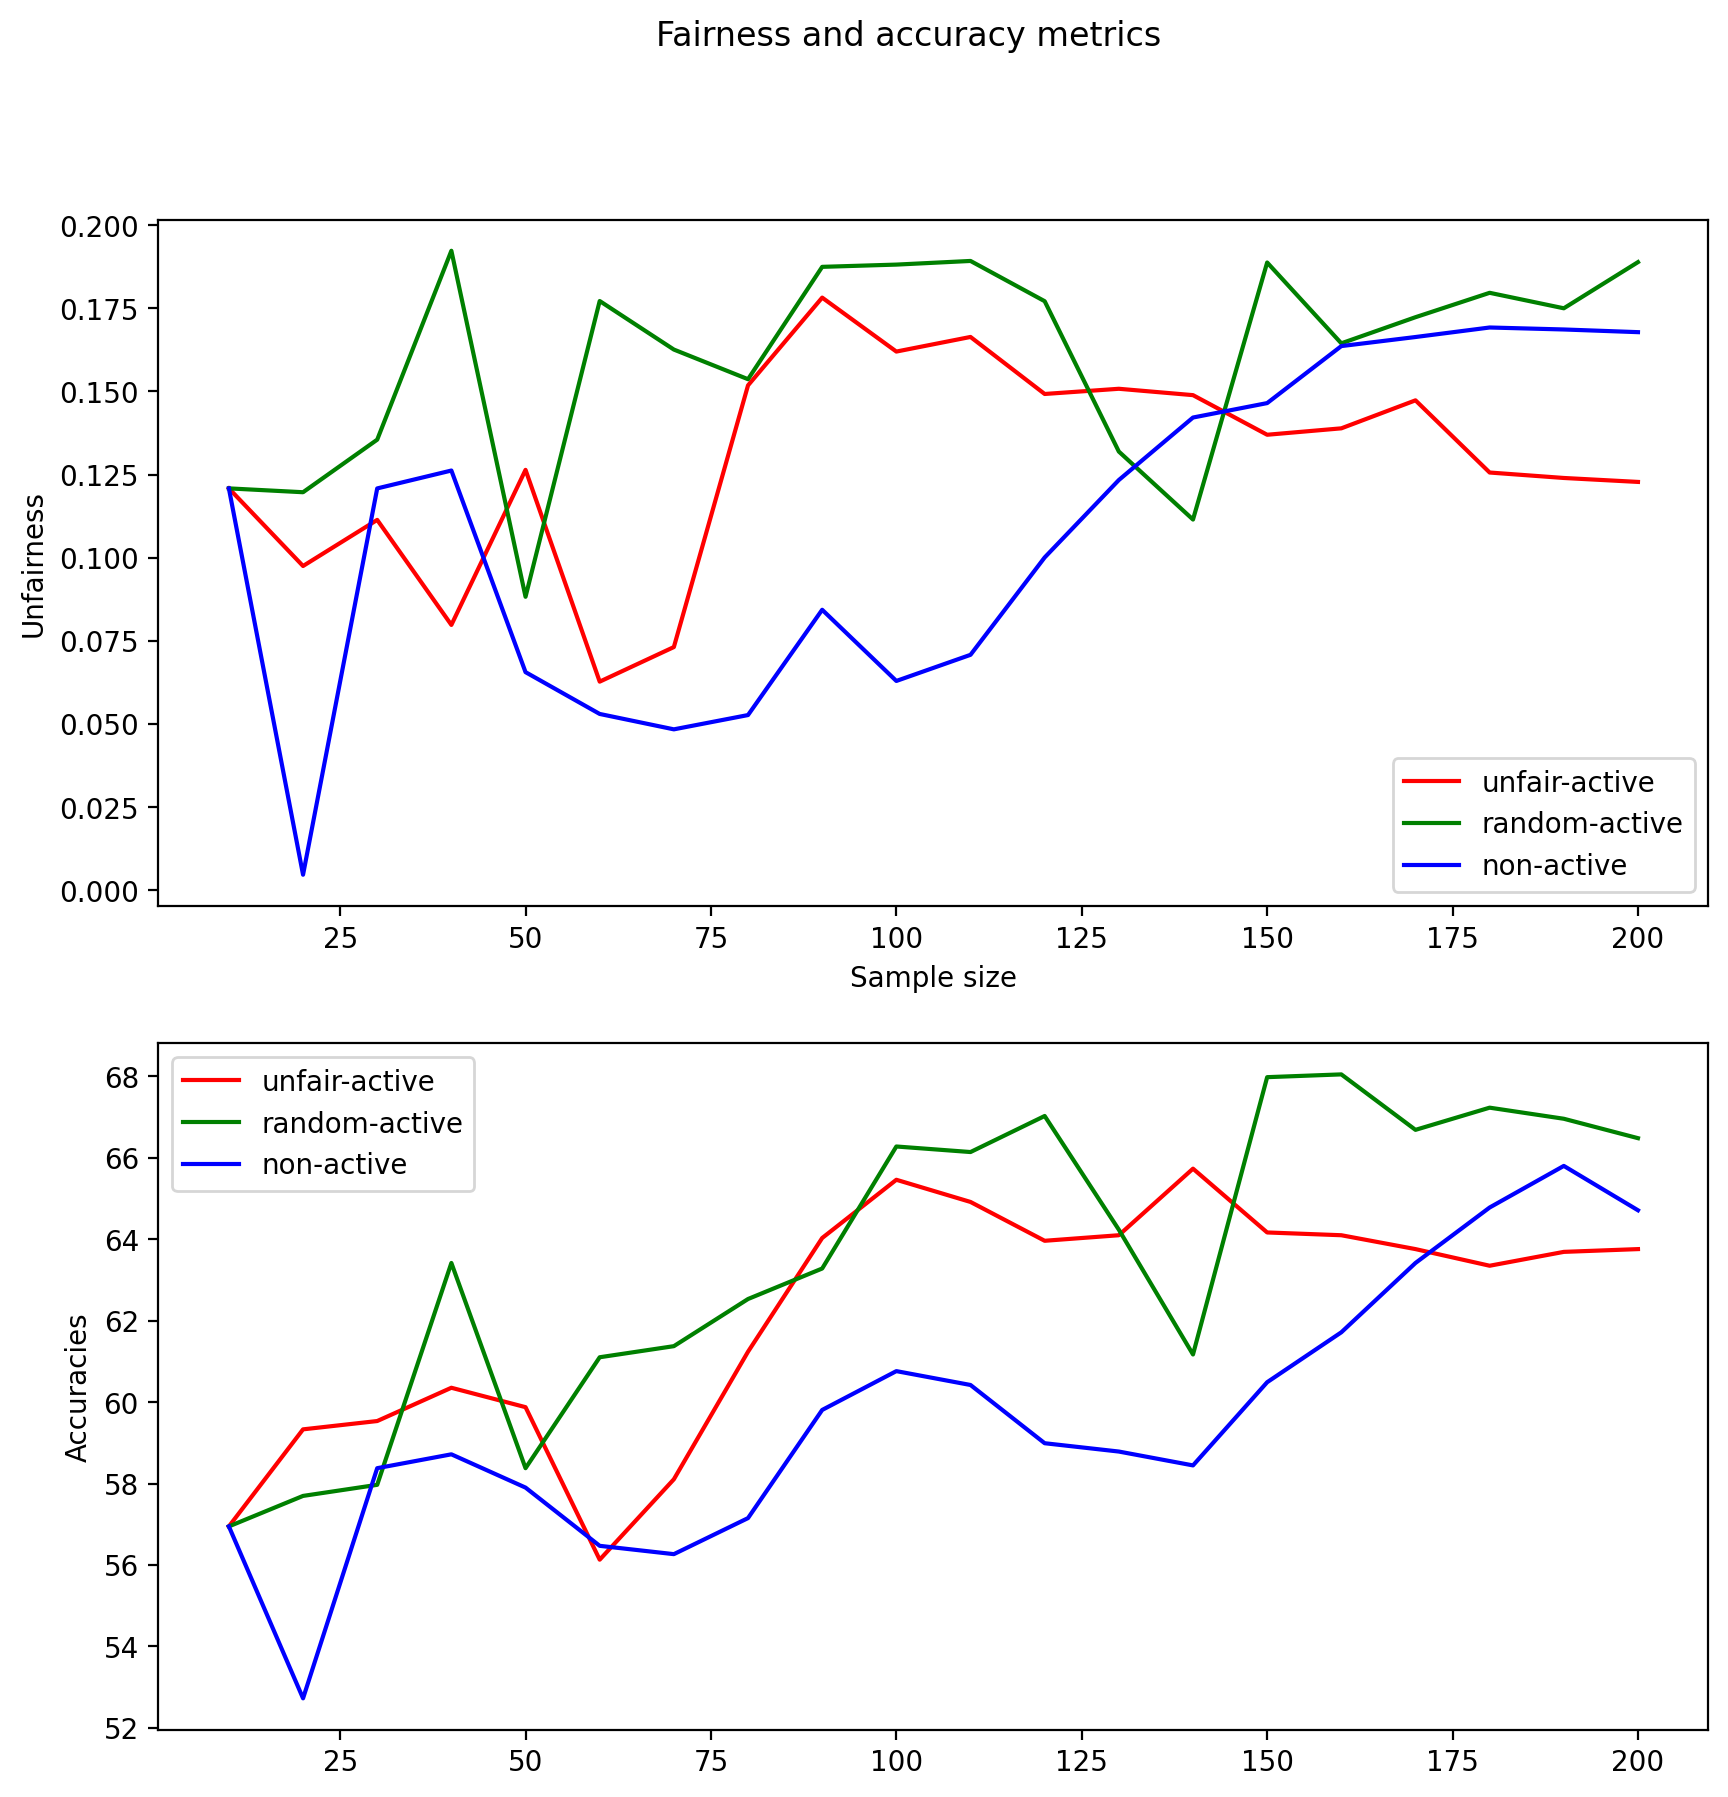 Fairness and accuracy metrics
0.200
0.175
0.150
0.125
0.100
0.075
0.050
0.025
0.000
Unfairness
unfair-active
random-active
non-active
25 50 75 100 125 150 175 200
Sample size
68
66
64
62
60
58
56
54
52
Accuracies
unfair-active
random-active
non-active
25 50 75 100 125 150 175 200